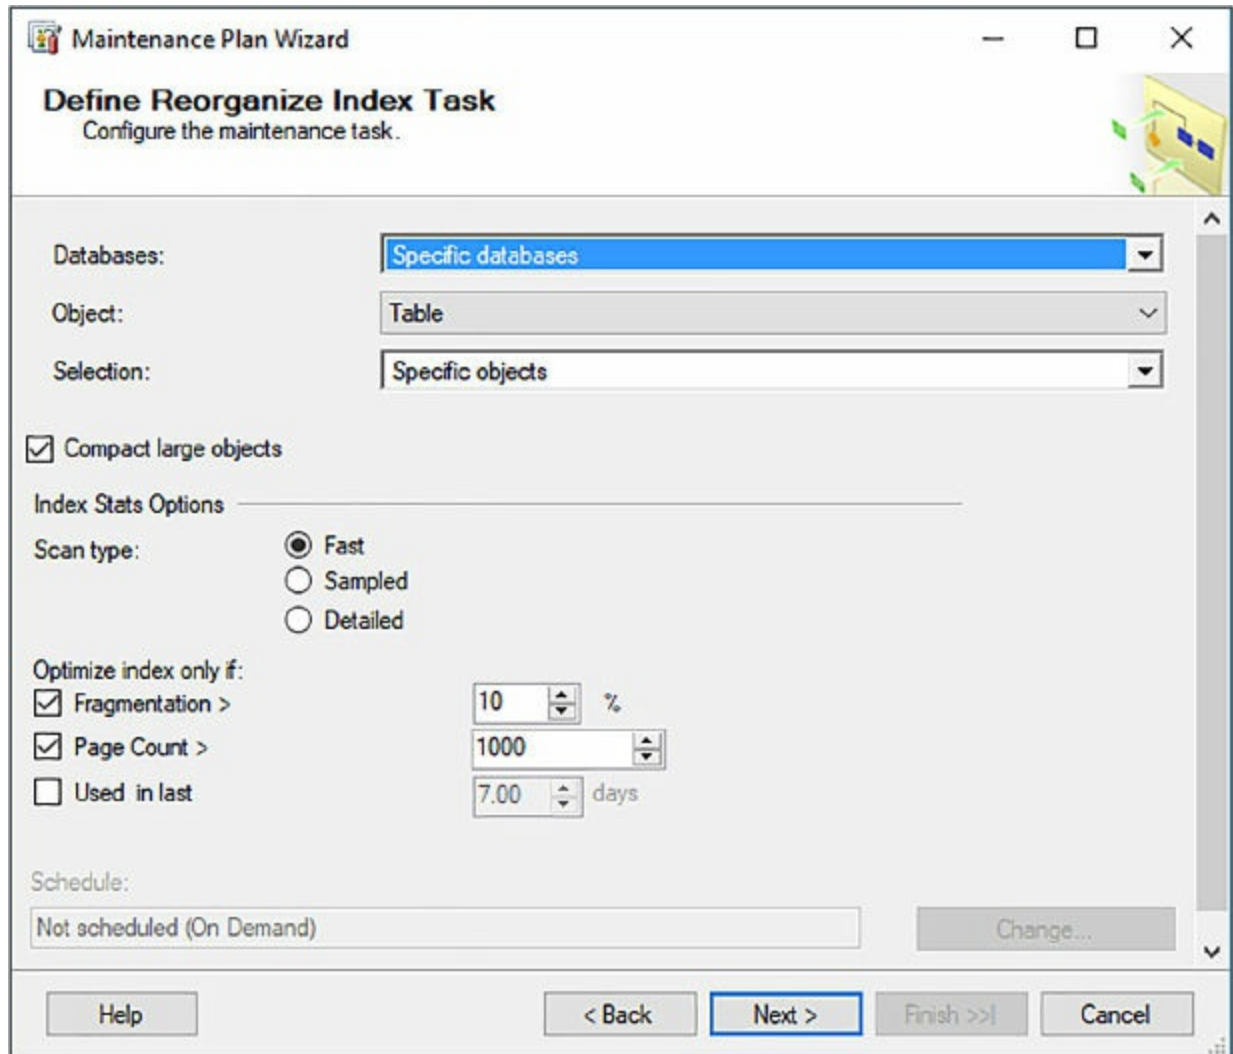 Maintenance Plan Wizard
Define Reorganize Index Task
Configure the maintenance task.
Databases: Specific databases
Object: Table
Selection: Specific objects
Compact large objects
Index Stats Options
Scan type: Fast
Sampled
Detailed
Optimize index only if:
Fragmentation > 10 %
Page Count > 1000
Used in last 7.00 days
Schedule:
Not scheduled (On Demand) Change...
Help < Back Next > Finish >>| Cancel